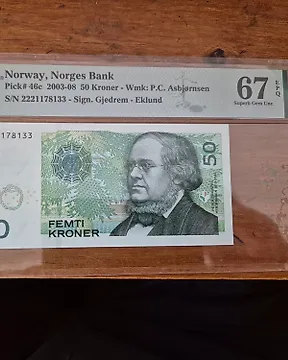 Norway, Norges Bank
Pick# 46c 2003-08 50 Kroner - Wmk: P.C. Asbjørnsen
S/N 2221178133 - Sign. Gjedrem - Eklund
67 EPQ
Superb Gem Unc
1178133
50
0
FEMTI
KRONER